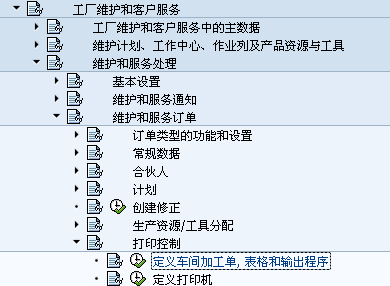 工厂维护和客户服务
工厂维护和客户服务中的主数据
维护计划、工作中心、作业列及产品资源与工具
维护和服务处理
基本设置
维护和服务通知
维护和服务订单
订单类型的功能和设置
常规数据
合伙人
计划
创建修正
生产资源/工具分配
打印控制
定义车间加工单, 表格和输出程序
定义打印机